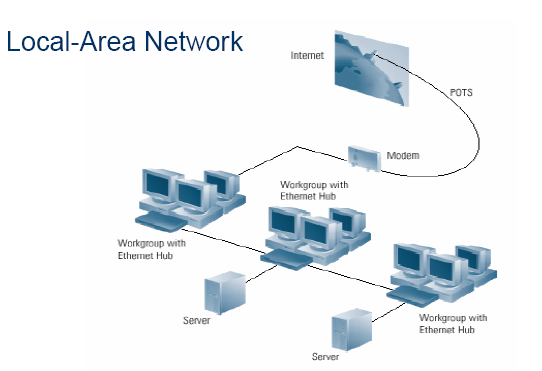 Local-Area Network
Internet
POTS
Modem
Workgroup with
Ethernet Hub
Workgroup with
Ethernet Hub
Server
Workgroup with
Ethernet Hub
Server